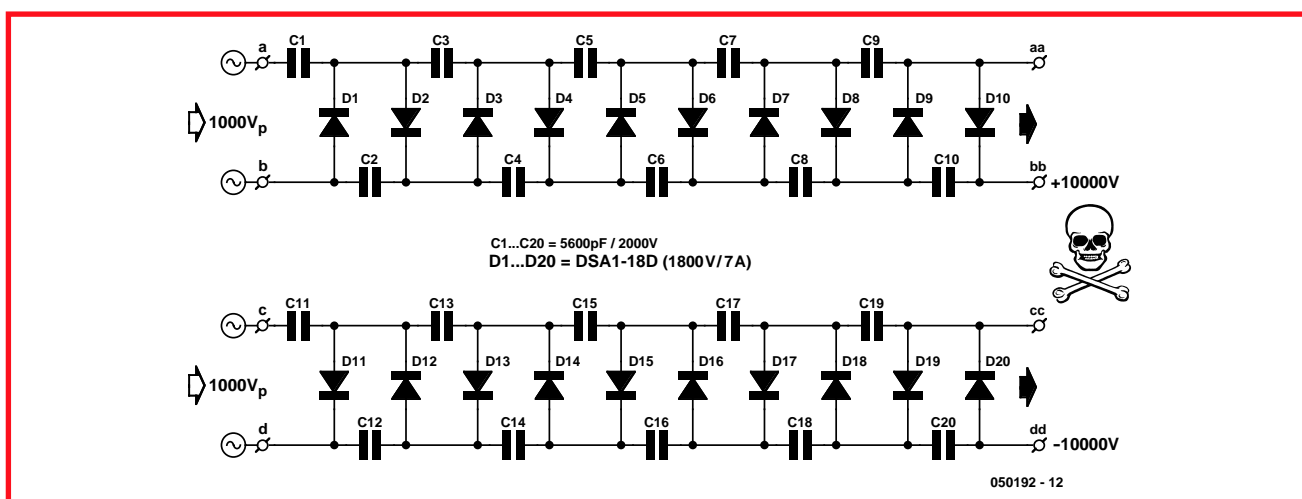 C1 C3 C5 C7 C9
a aa
D1 D2 D3 D4 D5 D6 D7 D8 D9 D10
1000Vp
b C2 C4 C6 C8 C10 bb
+10000V
C1...C20 = 5600pF / 2000V
D1...D20 = DSA1-18D (1800V/7A)
C11 C13 C15 C17 C19
c cc
D11 D12 D13 D14 D15 D16 D17 D18 D19 D20
1000Vp
d C12 C14 C16 C18 C20 dd
–10000V
050192 - 12